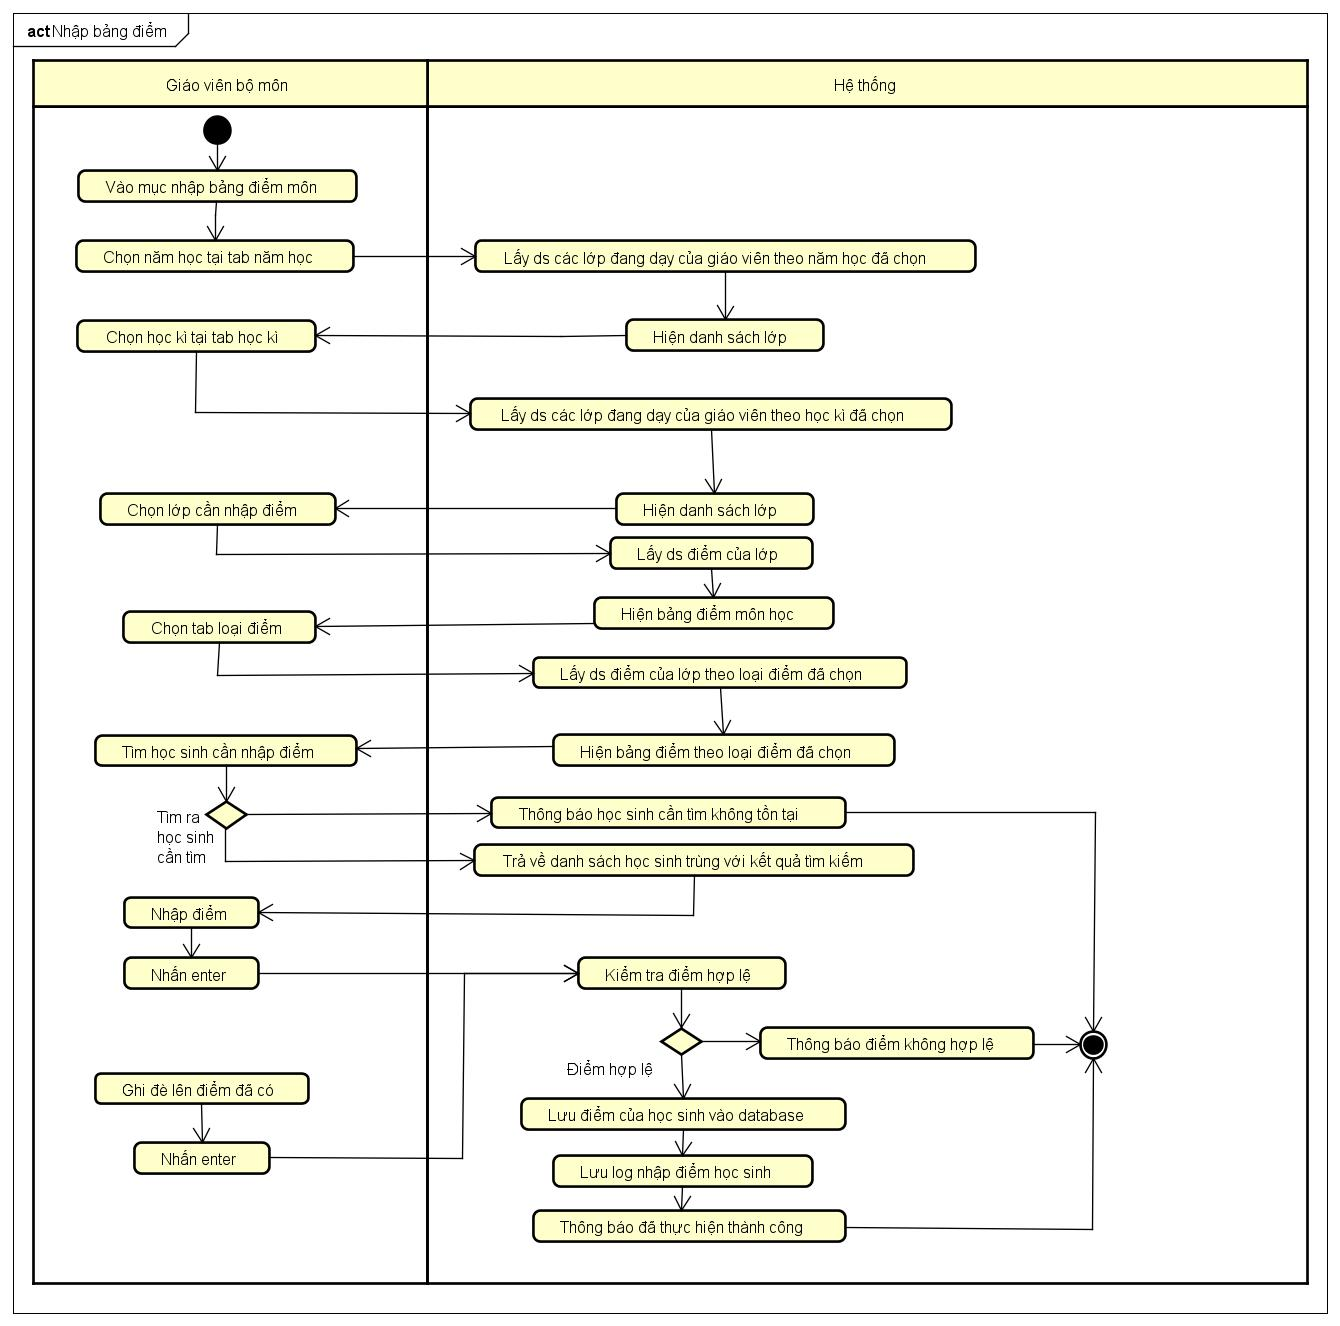 act Nhập bảng điểm
Giáo viên bộ môn
Hệ thống
Vào mục nhập bảng điểm môn
Chọn năm học tại tab năm học
Lấy ds các lớp đang dạy của giáo viên theo năm học đã chọn
Chọn học kì tại tab học kì
Hiện danh sách lớp
Lấy ds các lớp đang dạy của giáo viên theo học kì đã chọn
Chọn lớp cần nhập điểm
Hiện danh sách lớp
Lấy ds điểm của lớp
Hiện bảng điểm môn học
Chọn tab loại điểm
Lấy ds điểm của lớp theo loại điểm đã chọn
Tìm học sinh cần nhập điểm
Hiện bảng điểm theo loại điểm đã chọn
Tìm ra
học sinh
cần tìm
Thông báo học sinh cần tìm không tồn tại
Trả về danh sách học sinh trùng với kết quả tìm kiếm
Nhập điểm
Nhấn enter
Kiểm tra điểm hợp lệ
Thông báo điểm không hợp lệ
Điểm hợp lệ
Ghi đè lên điểm đã có
Lưu điểm của học sinh vào database
Nhấn enter
Lưu log nhập điểm học sinh
Thông báo đã thực hiện thành công